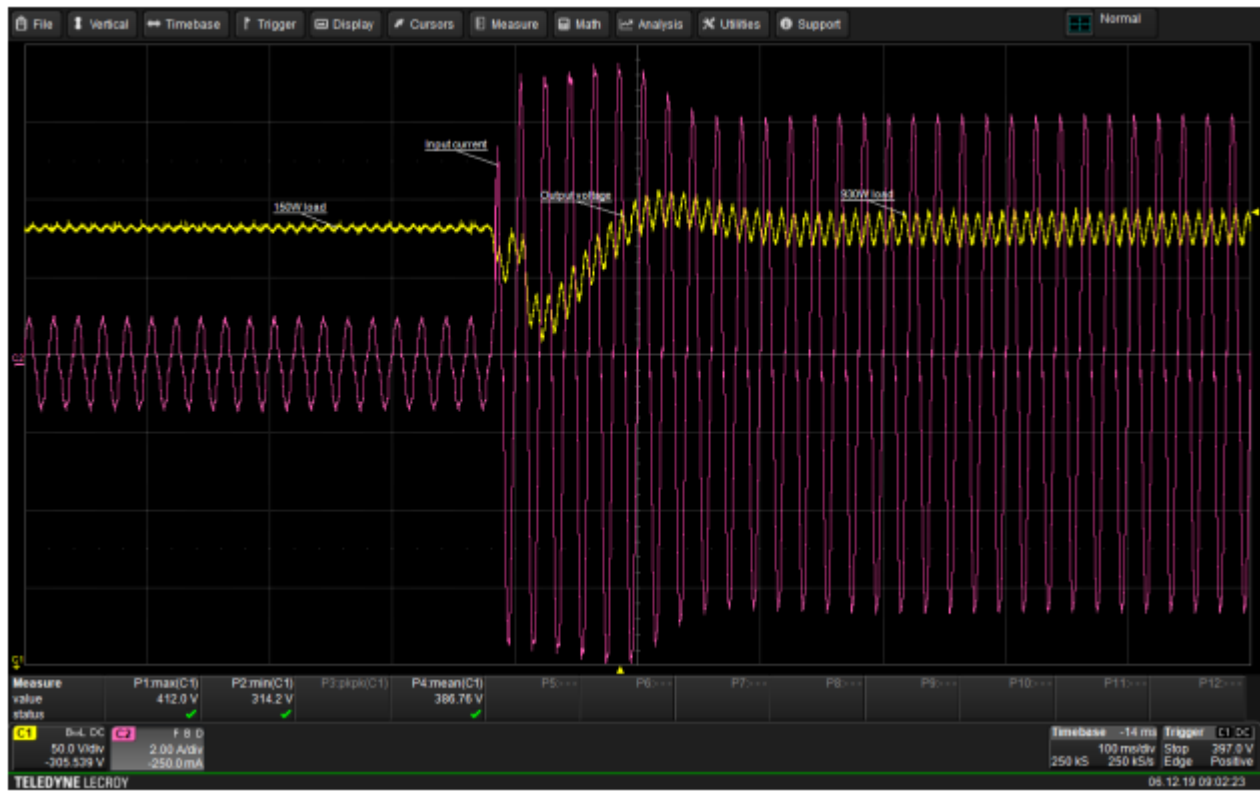 File Vertical Timebase Trigger Display Cursors Measure Math Analysis Utilities Support Normal
Input current
150W load
Output voltage
930W load
C2
C1
Measure P1:max(C1) P2:min(C1) P3:pkpk(C1) P4:mean(C1) P5:--- P6:--- P7:--- P8:--- P9:--- P10:--- P11:--- P12:---
value 412.0 V 314.2 V 386.76 V
status
C1 BwL DC C2 F B D Timebase -14 ms Trigger C1 DC
50.0 V/div 2.00 A/div 100 ms/div Stop 397.0 V
-305.539 V -250.0 mA 250 kS 250 kS/s Edge Positive
TELEDYNE LECROY 06.12.19 09:02:23